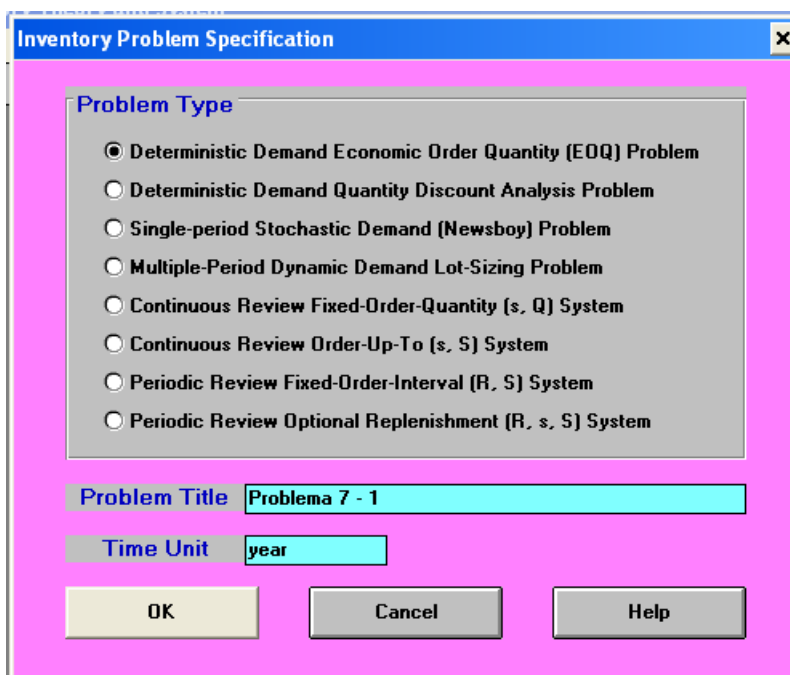 Inventory Problem Specification
Problem Type
Deterministic Demand Economic Order Quantity (EOQ) Problem
Deterministic Demand Quantity Discount Analysis Problem
Single-period Stochastic Demand (Newsboy) Problem
Multiple-Period Dynamic Demand Lot-Sizing Problem
Continuous Review Fixed-Order-Quantity (s, Q) System
Continuous Review Order-Up-To (s, S) System
Periodic Review Fixed-Order-Interval (R, S) System
Periodic Review Optional Replenishment (R, s, S) System
Problem Title Problema 7 - 1
Time Unit year
OK Cancel Help